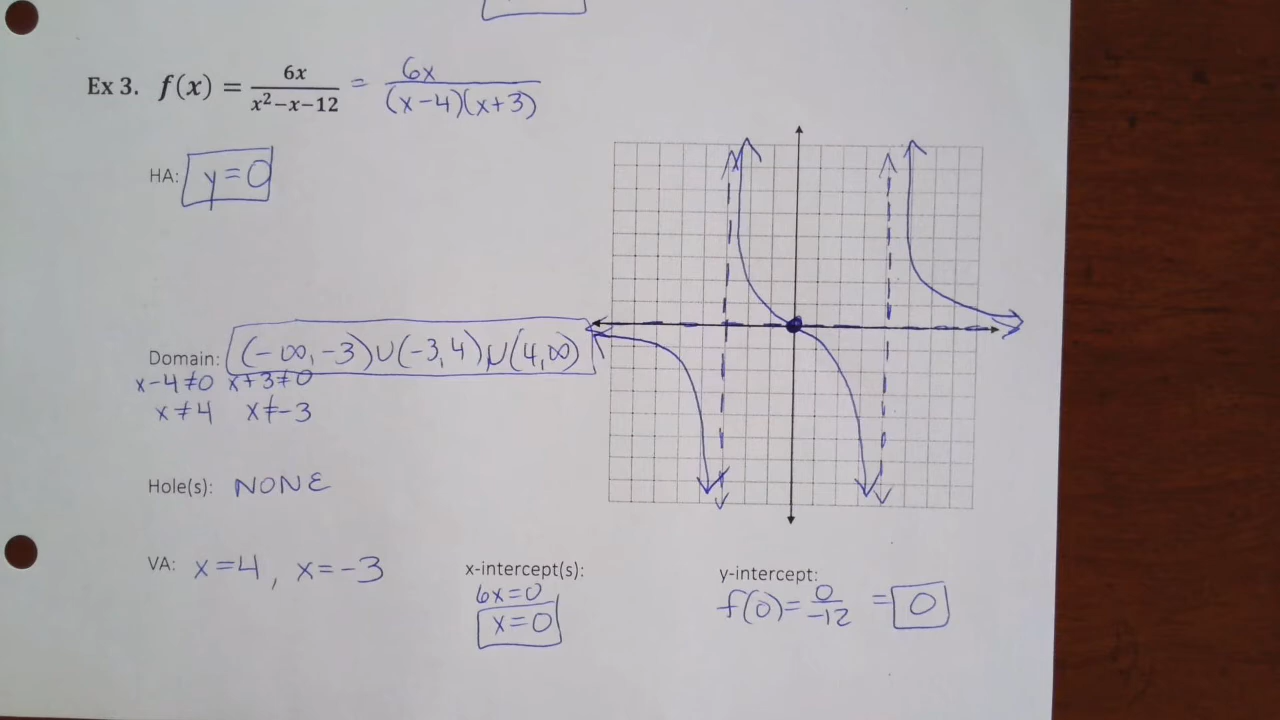 Ex 3. f(x) = 6x / x²−x−12 = 6x / (x−4)(x+3)
HA: y=0
Domain: (−∞,−3)∪(−3,4)∩(4,∞)
x−4≠0 x+3≠0
x≠4 x≠−3
Hole(s): NONE
VA: x=4, x=−3
x-intercept(s):
6x=0
x=0
y-intercept:
f(0)= 0/−12 = 0